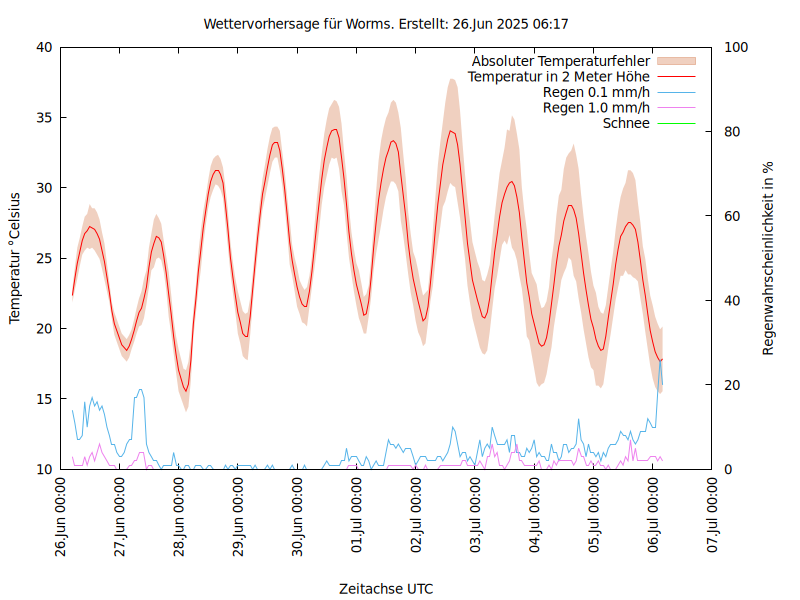 Wettervorhersage für Worms. Erstellt: 26.Jun 2025 06:17
40
35
30
25
20
15
10
100
80
60
40
20
0
Absoluter Temperaturfehler
Temperatur in 2 Meter Höhe
Regen 0.1 mm/h
Regen 1.0 mm/h
Schnee
Temperatur °Celsius
Regenwahrscheinlichkeit in %
26.Jun 00:00
27.Jun 00:00
28.Jun 00:00
29.Jun 00:00
30.Jun 00:00
01.Jul 00:00
02.Jul 00:00
03.Jul 00:00
04.Jul 00:00
05.Jul 00:00
06.Jul 00:00
07.Jul 00:00
Zeitachse UTC